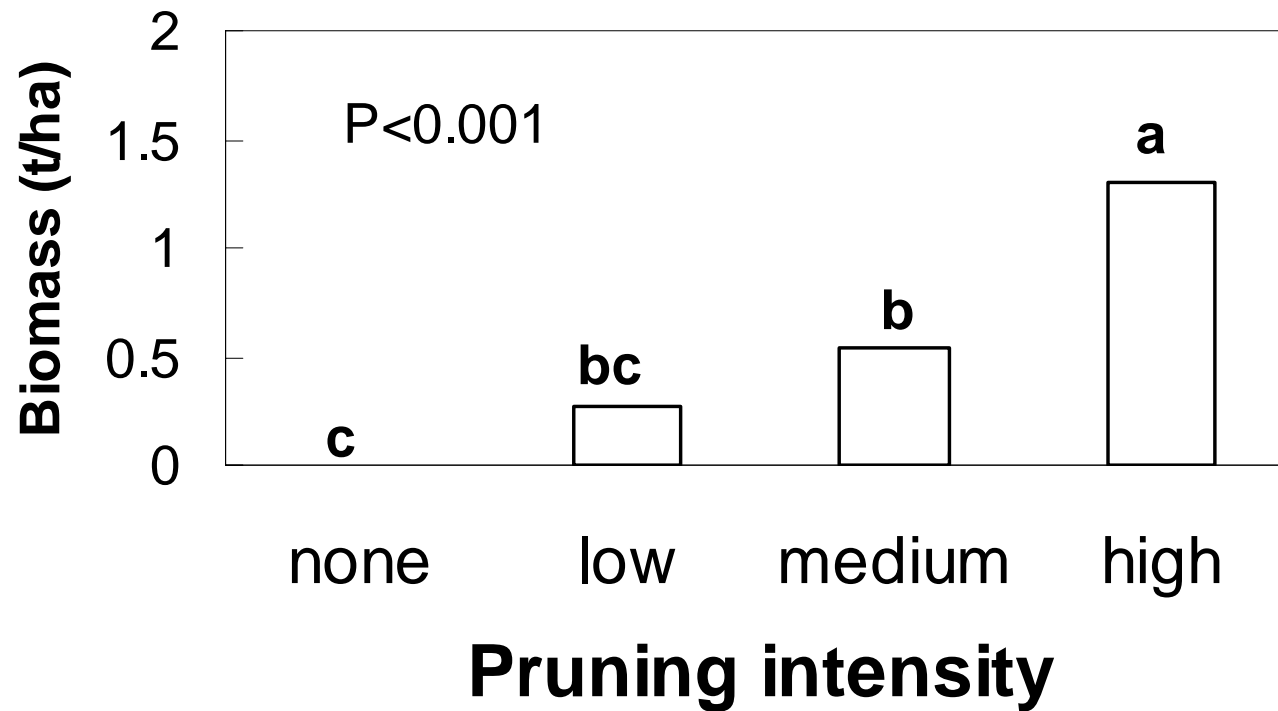 Biomass (t/ha)
2
1.5
1
0.5
0
P<0.001
c
bc
b
a
none low medium high
Pruning intensity